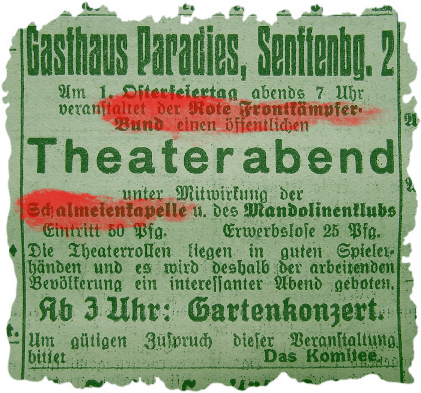 Gasthaus Paradies, Senftenbg. 2
Am 1. Osterfeiertag abends 7 Uhr
veranstaltet der Rote Frontkämpfer-
Bund einen öffentlichen
Theaterabend
unter Mitwirkung der
Schalmeienkapelle u. des Mandolinenklubs
Eintritt 50 Pfg. Erwerbslose 25 Pfg.
Die Theaterrollen liegen in guten Spieler-
händen und es wird deshalb der arbeitenden
Bevölkerung ein interessanter Abend geboten.
Ab 3 Uhr: Gartenkonzert.
Um gütigen Zuspruch dieser Veranstaltung
bittet Das Komitee.